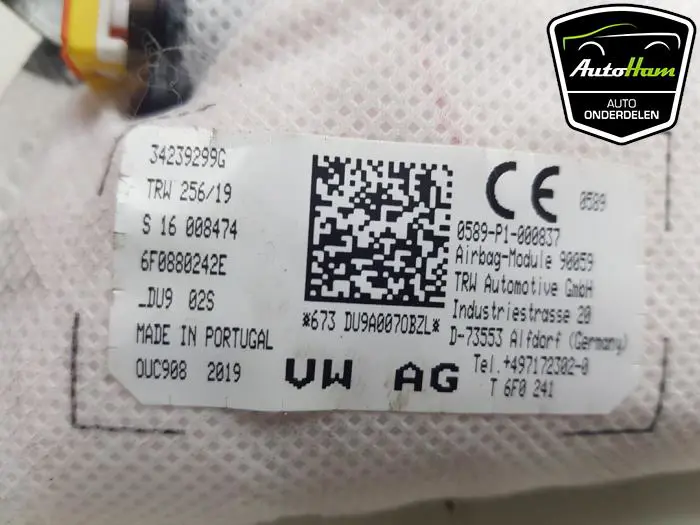 AutoHam
AUTO
ONDERDELEN
34239299G
TRW 256/19
S 16 008474
6F0880242E
_DU9 02S
MADE IN PORTUGAL
OUC908 2019
*673 DU9A0070BZL*
VW AG
CE 0589
0589-P1-000837
Airbag-Module 90059
TRW Automotive GmbH
Industriestrasse 20
D-73553 Alfdorf (Germany)
Tel.+497172302-0
T 6F0 241